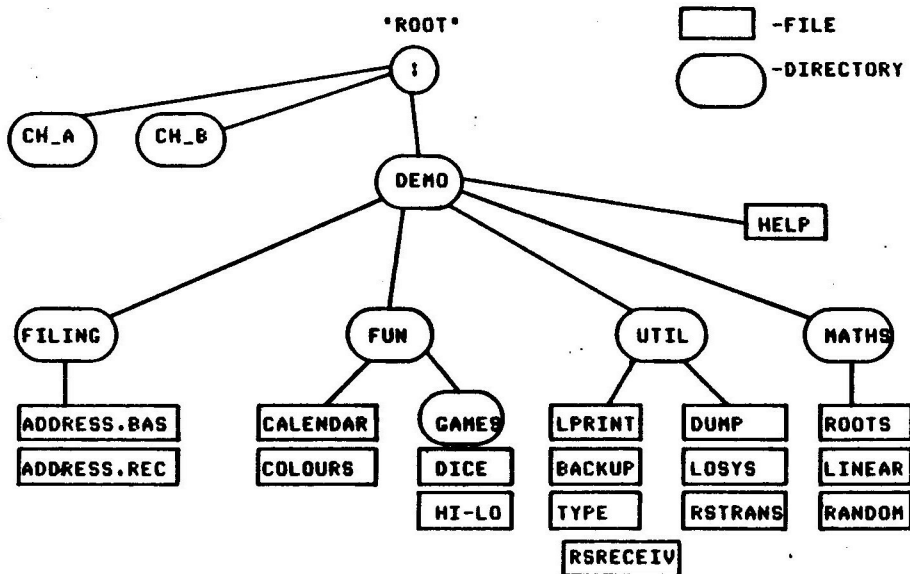 "ROOT"
-FILE
:
-DIRECTORY
CH_A
CH_B
DEMO
HELP
FILING
FUN
UTIL
MATHS
ADDRESS.BAS
CALENDAR
GAMES
LPRINT
DUMP
ROOTS
ADDRESS.REC
COLOURS
DICE
BACKUP
LOSYS
LINEAR
HI-LO
TYPE
RSTRANS
RANDOM
RSRECEIV